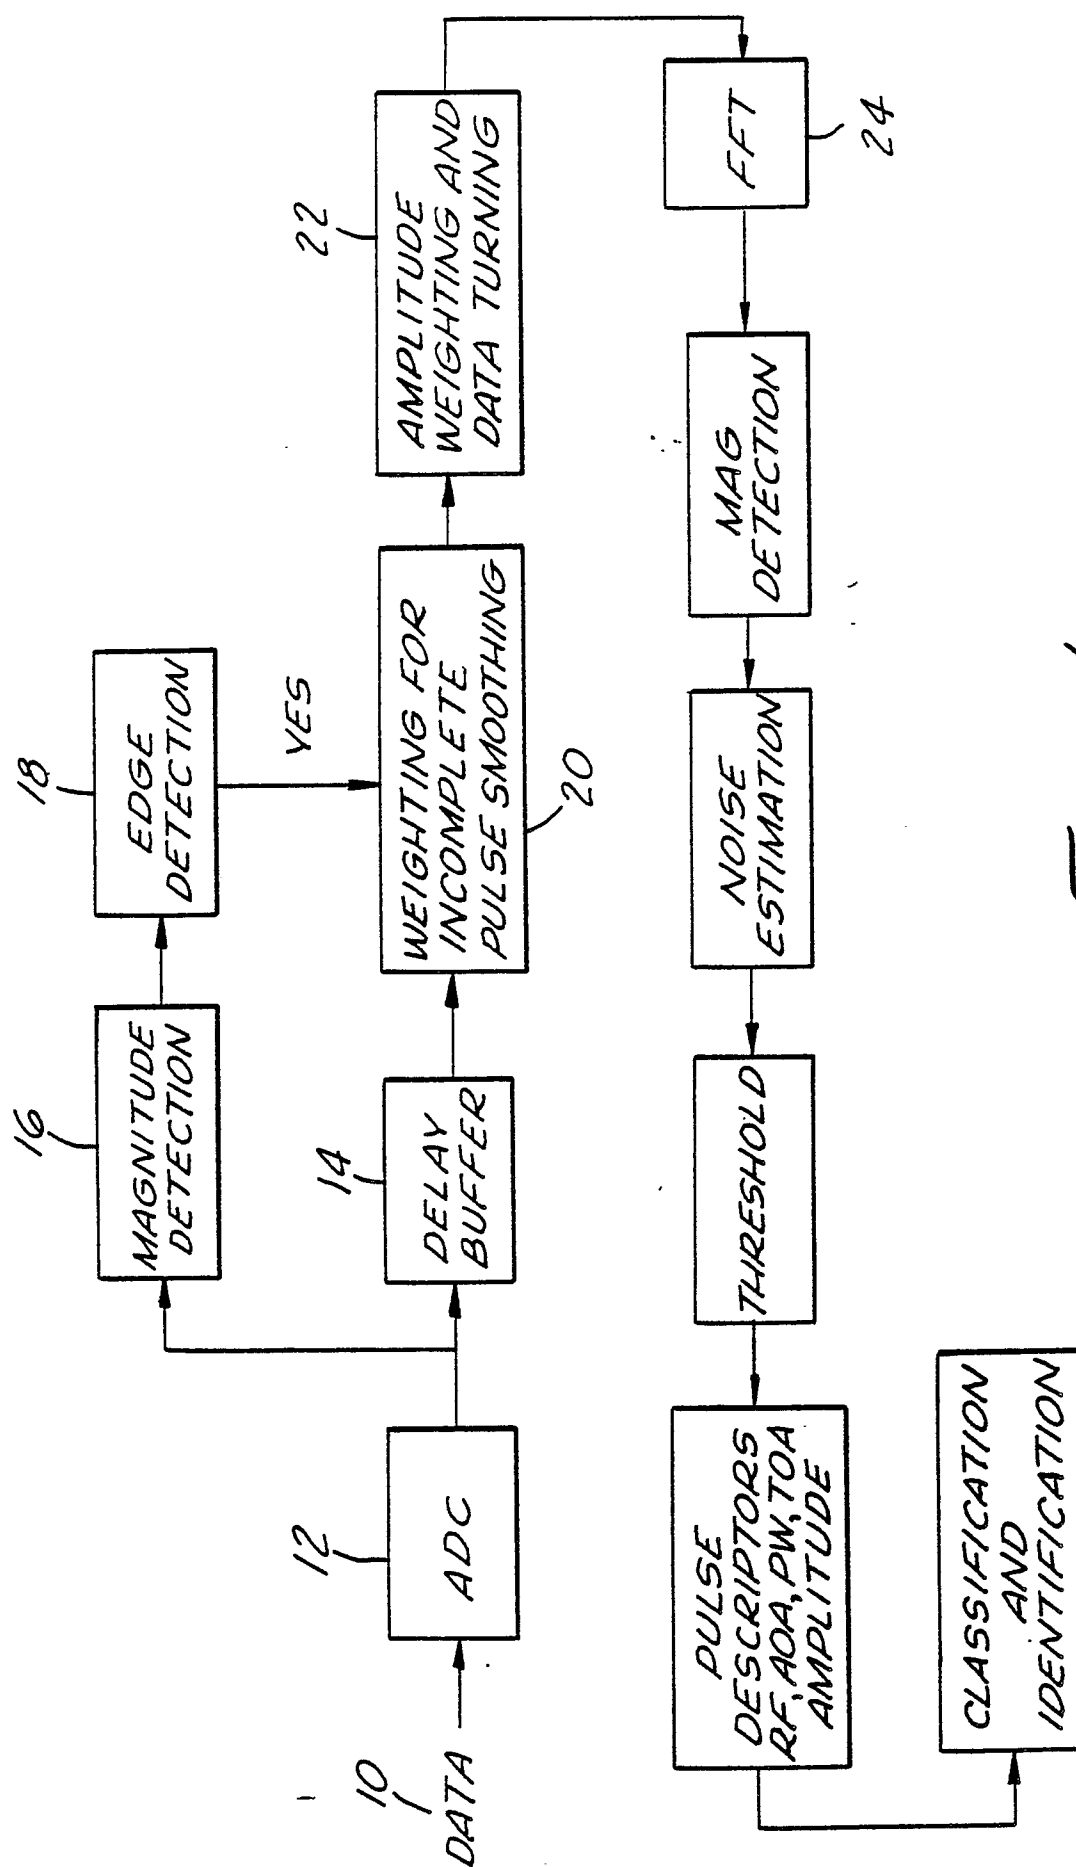 10
DATA
12
ADC
14
DELAY
BUFFER
16
MAGNITUDE
DETECTION
18
EDGE
DETECTION
YES
WEIGHTING FOR
INCOMPLETE
PULSE SMOOTHING
20
22
AMPLITUDE
WEIGHTING AND
DATA TURNING
FFT
24
MAG
DETECTION
NOISE
ESTIMATION
THRESHOLD
PULSE
DESCRIPTORS
RF, AOA, PW, TOA
AMPLITUDE
CLASSIFICATION
AND
IDENTIFICATION